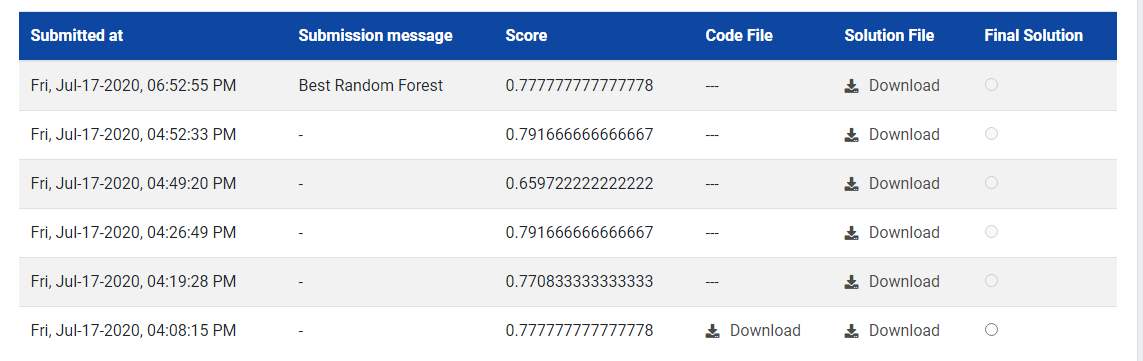 Submitted at Submission message Score Code File Solution File Final Solution
Fri, Jul-17-2020, 06:52:55 PM Best Random Forest 0.777777777777778 --- Download
Fri, Jul-17-2020, 04:52:33 PM - 0.791666666666667 --- Download
Fri, Jul-17-2020, 04:49:20 PM - 0.659722222222222 --- Download
Fri, Jul-17-2020, 04:26:49 PM - 0.791666666666667 --- Download
Fri, Jul-17-2020, 04:19:28 PM - 0.770833333333333 --- Download
Fri, Jul-17-2020, 04:08:15 PM - 0.777777777777778 Download Download